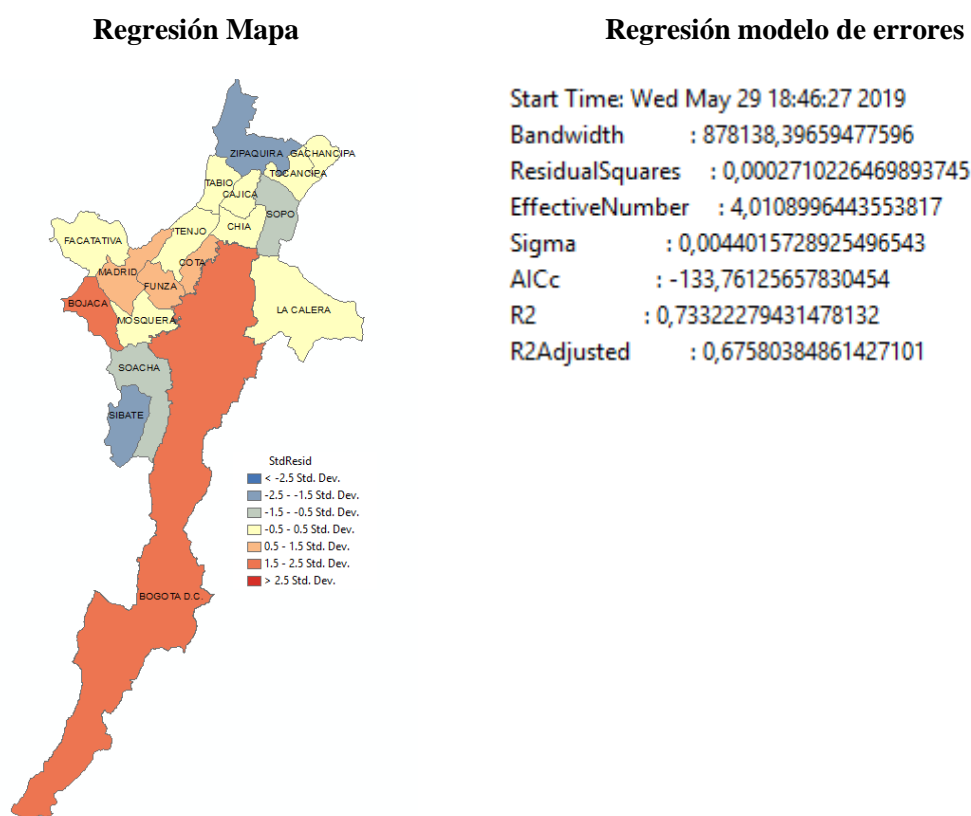 Regresión Mapa
Regresión modelo de errores
Start Time: Wed May 29 18:46:27 2019
Bandwidth : 878138,39659477596
ResidualSquares : 0,00027102264698937​45
EffectiveNumber : 4,0108996443553817
Sigma : 0,0044015728925496543
AICc : -133,76125657830454
R2 : 0,73322279431478132
R2Adjusted : 0,67580384861427101
ZIPAQUIRA
GACHANCIPA
TOCANCIPA
TABIO
CAJICA
SOPO
TENJO
CHIA
FACATATIVA
COTA
MADRID
FUNZA
BOJACA
MOSQUERA
LA CALERA
SOACHA
SIBATE
BOGOTA D.C.
StdResid
< -2.5 Std. Dev.
-2.5 - -1.5 Std. Dev.
-1.5 - -0.5 Std. Dev.
-0.5 - 0.5 Std. Dev.
0.5 - 1.5 Std. Dev.
1.5 - 2.5 Std. Dev.
> 2.5 Std. Dev.